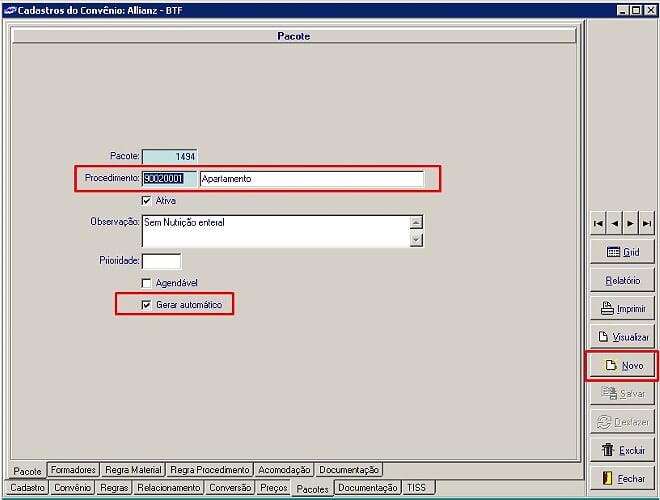 Cadastros do Convênio: Allianz - BTF
Pacote
Pacote: 1494
Procedimento: 90020001 Apartamento
Ativa
Observação: Sem Nutrição enteral
Prioridade:
Agendável
Gerar automático
Grid
Relatório
Imprimir
Visualizar
Novo
Salvar
Desfazer
Excluir
Fechar
Pacote Formadores Regra Material Regra Procedimento Acomodação Documentação
Cadastro Convênio Regras Relacionamento Conversão Preços Pacotes Documentação TISS